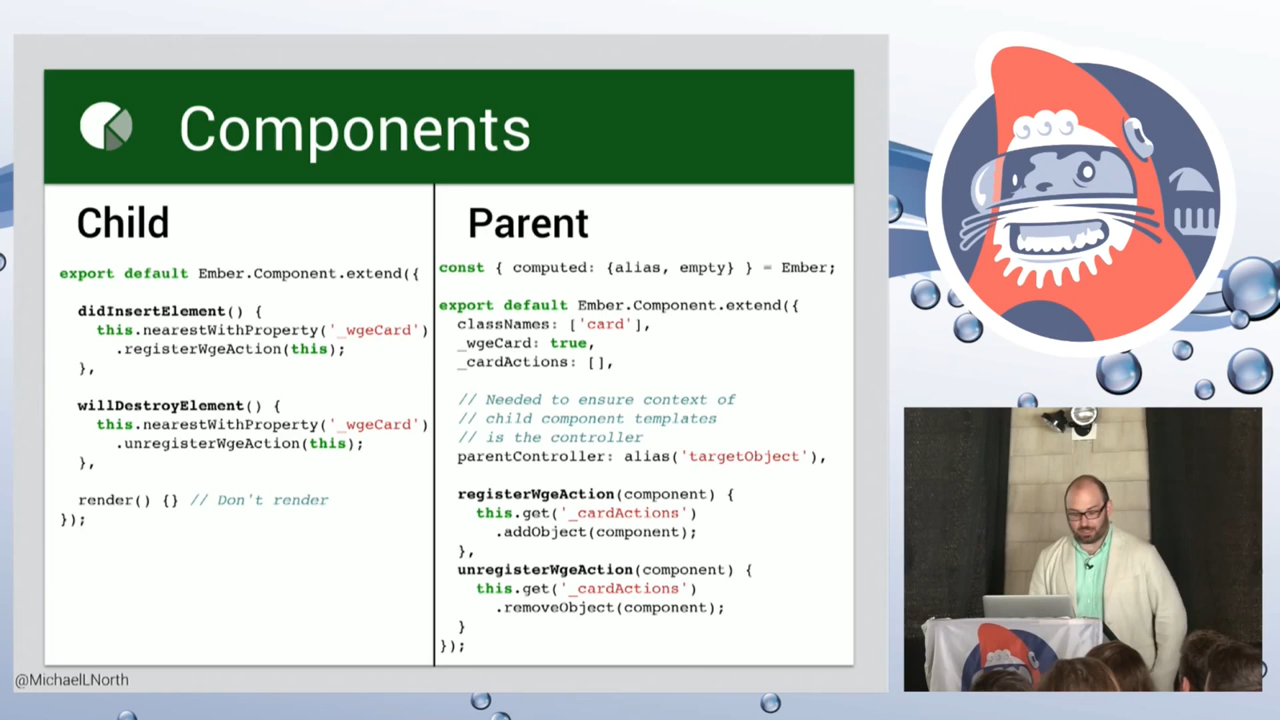 Components
Child
export default Ember.Component.extend({
didInsertElement() {
this.nearestWithProperty('_wgeCard')
.registerWgeAction(this);
},
willDestroyElement() {
this.nearestWithProperty('_wgeCard')
.unregisterWgeAction(this);
},
render() {} // Don't render
});
Parent
const { computed: {alias, empty} } = Ember;
export default Ember.Component.extend({
classNames: ['card'],
_wgeCard: true,
_cardActions: [],
// Needed to ensure context of
// child component templates
// is the controller
parentController: alias('targetObject'),
registerWgeAction(component) {
this.get('_cardActions')
.addObject(component);
},
unregisterWgeAction(component) {
this.get('_cardActions')
.removeObject(component);
}
});
@MichaelLNorth